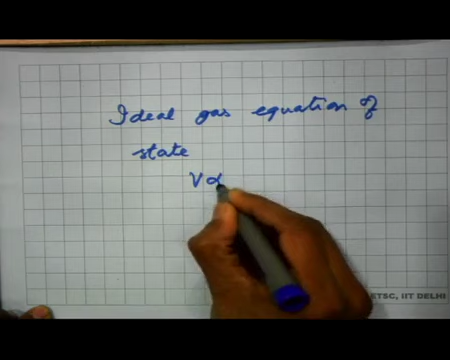 Ideal gas equation of
state
V ∝
ETSC, IIT DELHI